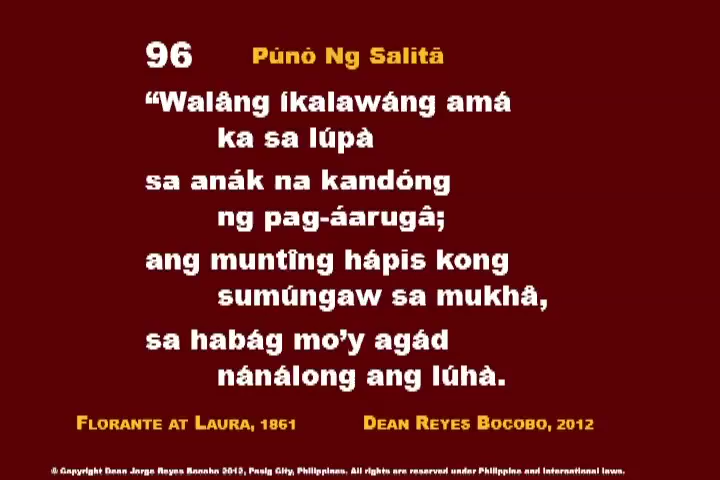 96 Púnò Ng Salitâ
“Walâng íkalawáng amá
ka sa lúpà
sa anák na kandóng
ng pag-áarugâ;
ang muntîng hápis kong
sumúngaw sa mukhâ,
sa habág mo’y agád
nánálong ang lúhà.
FLORANTE AT LAURA, 1861 DEAN REYES BOCOBO, 2012
© Copyright Dean Jorge Reyes Bocobo 2012, Pasig City, Philippines. All rights are reserved under Philippine and international laws.